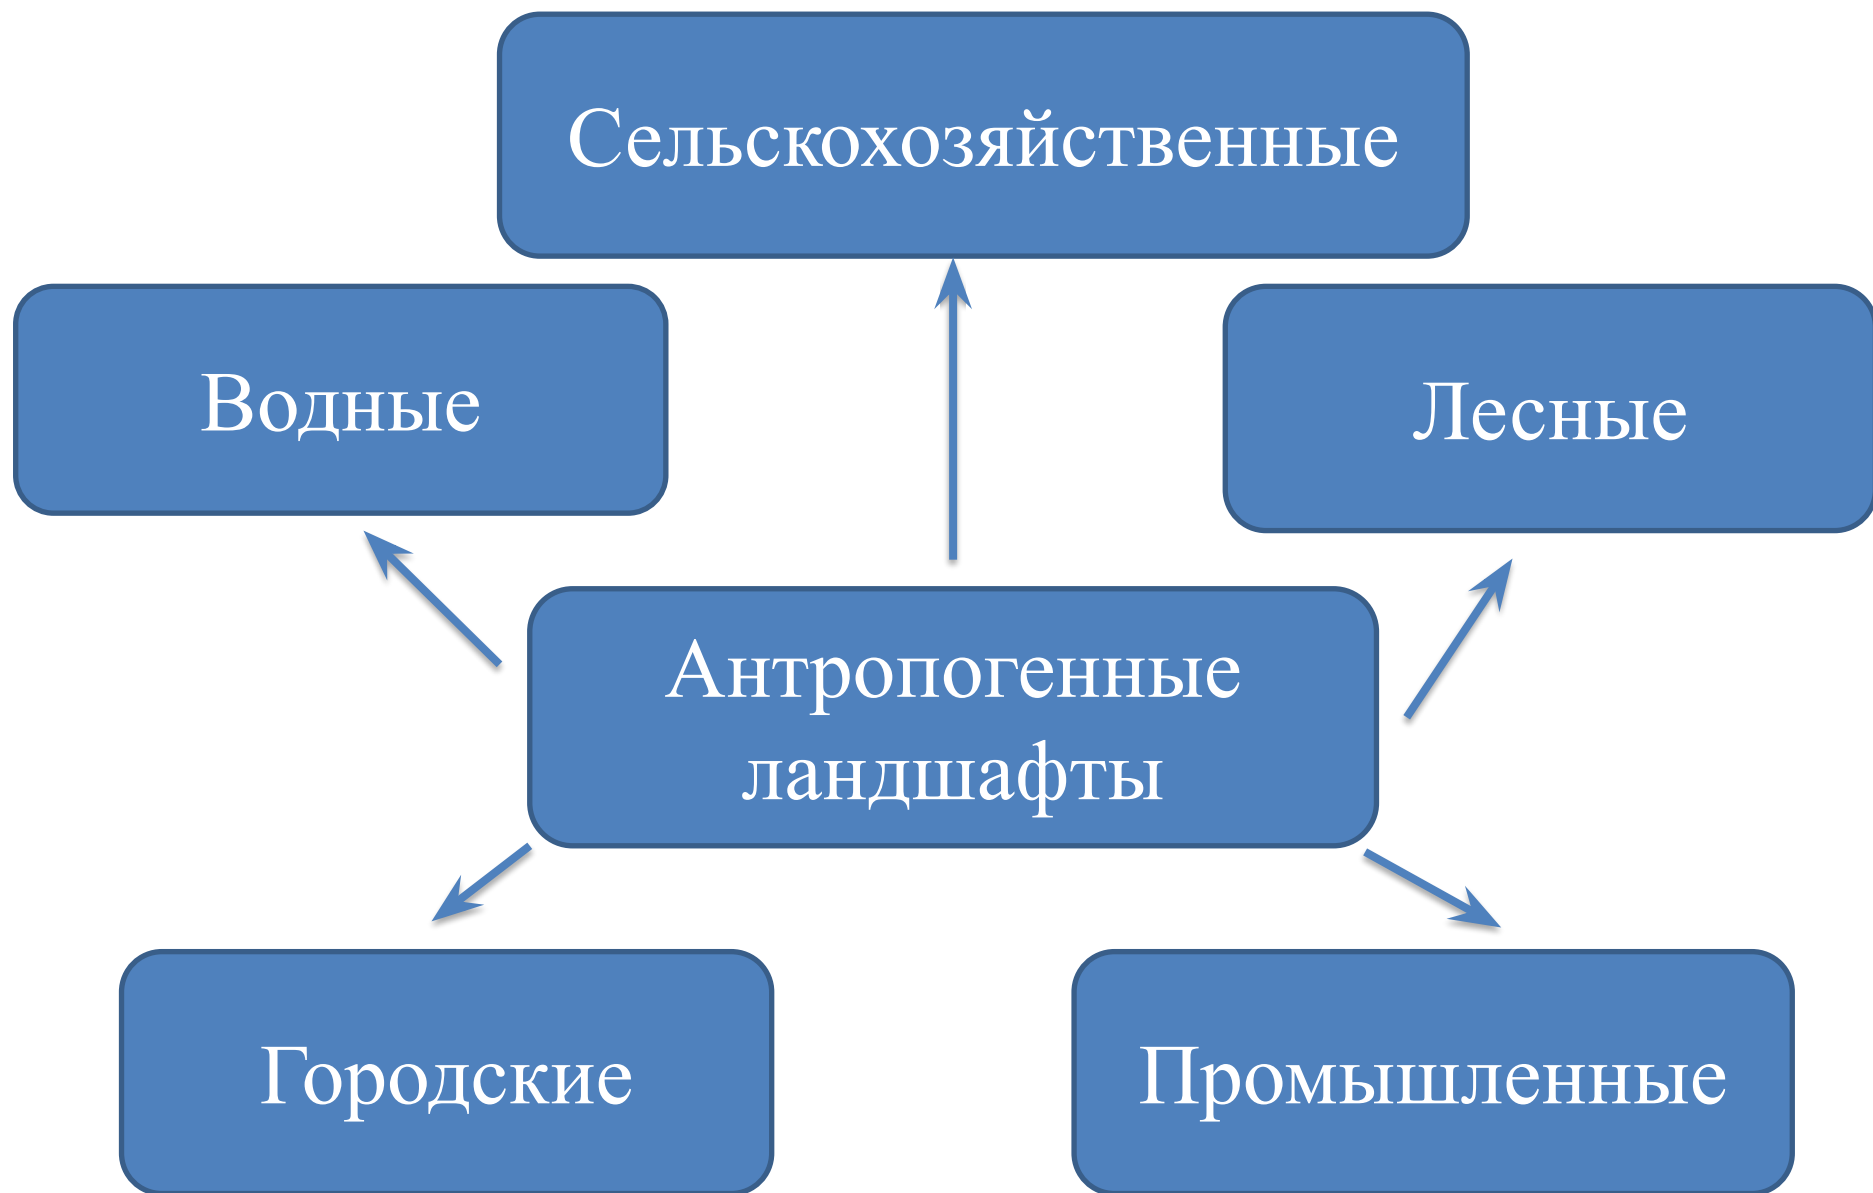 Сельскохозяйственные
Водные
Лесные
Антропогенные
ландшафты
Городские
Промышленные